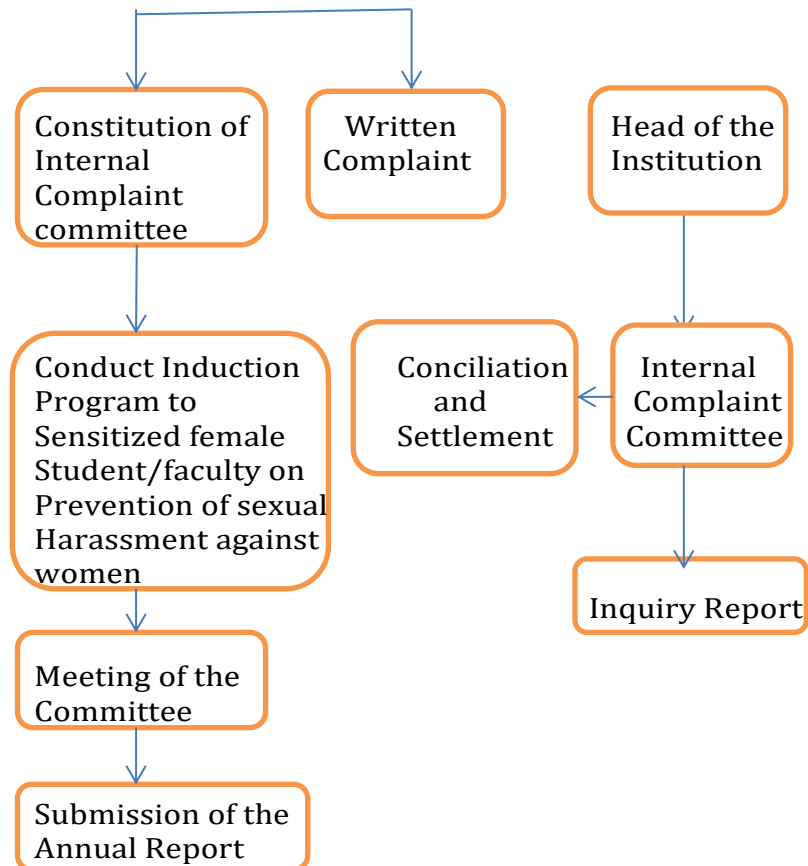 Constitution of
Internal
Complaint
committee
Written
Complaint
Head of the
Institution
Conduct Induction
Program to
Sensitized female
Student/faculty on
Prevention of sexual
Harassment against
women
Conciliation
and
Settlement
Internal
Complaint
Committee
Inquiry Report
Meeting of the
Committee
Submission of the
Annual Report